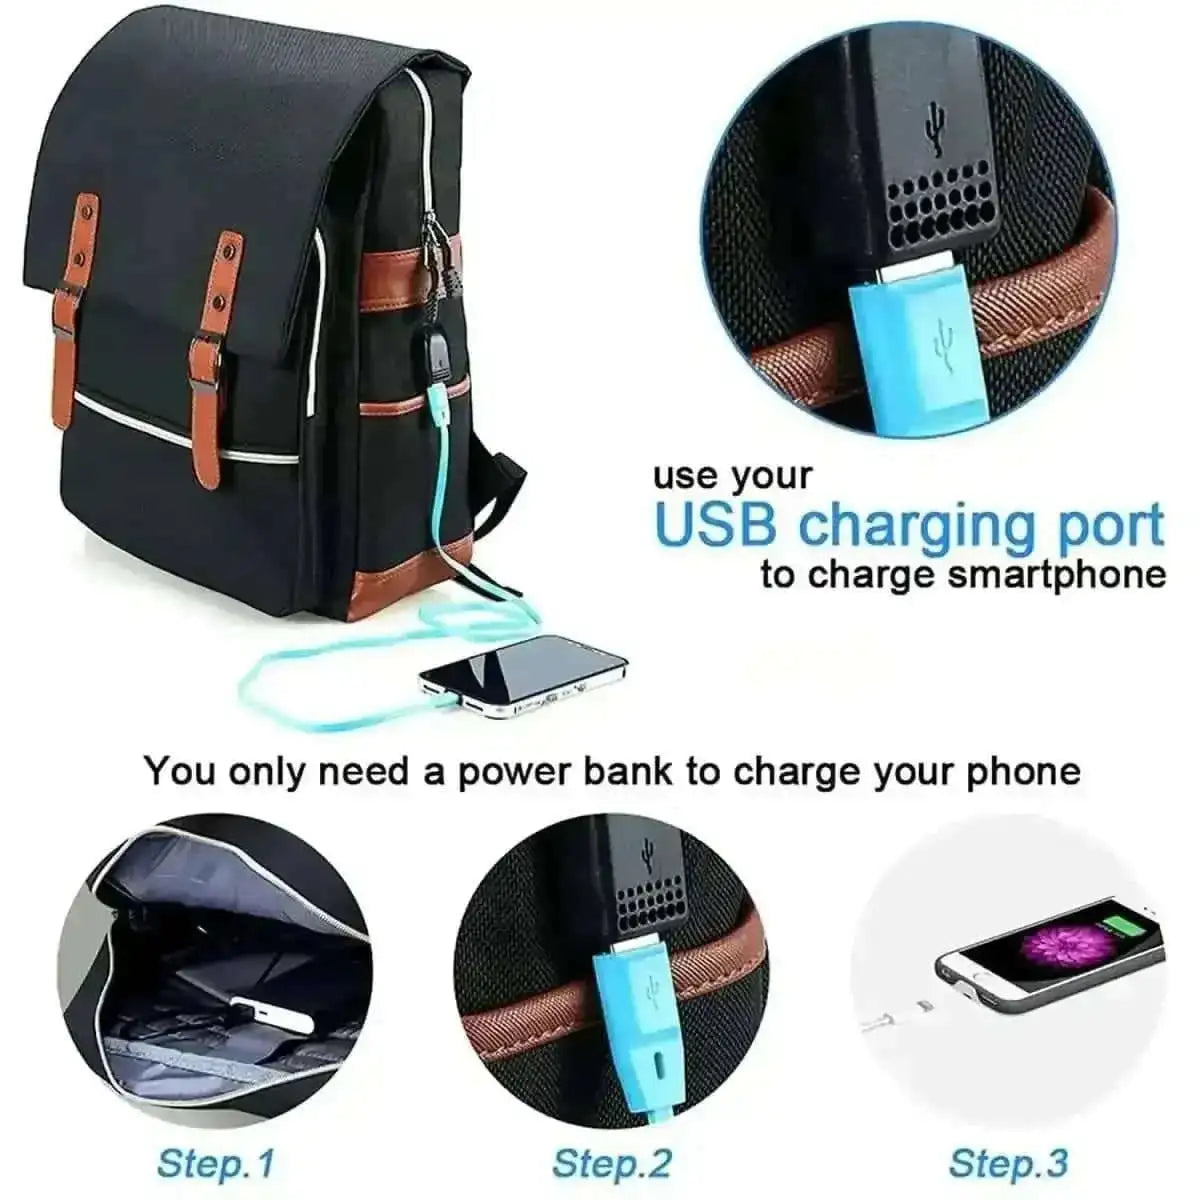 use your
USB charging port
to charge smartphone
You only need a power bank to charge your phone
Step.1
Step.2
Step.3